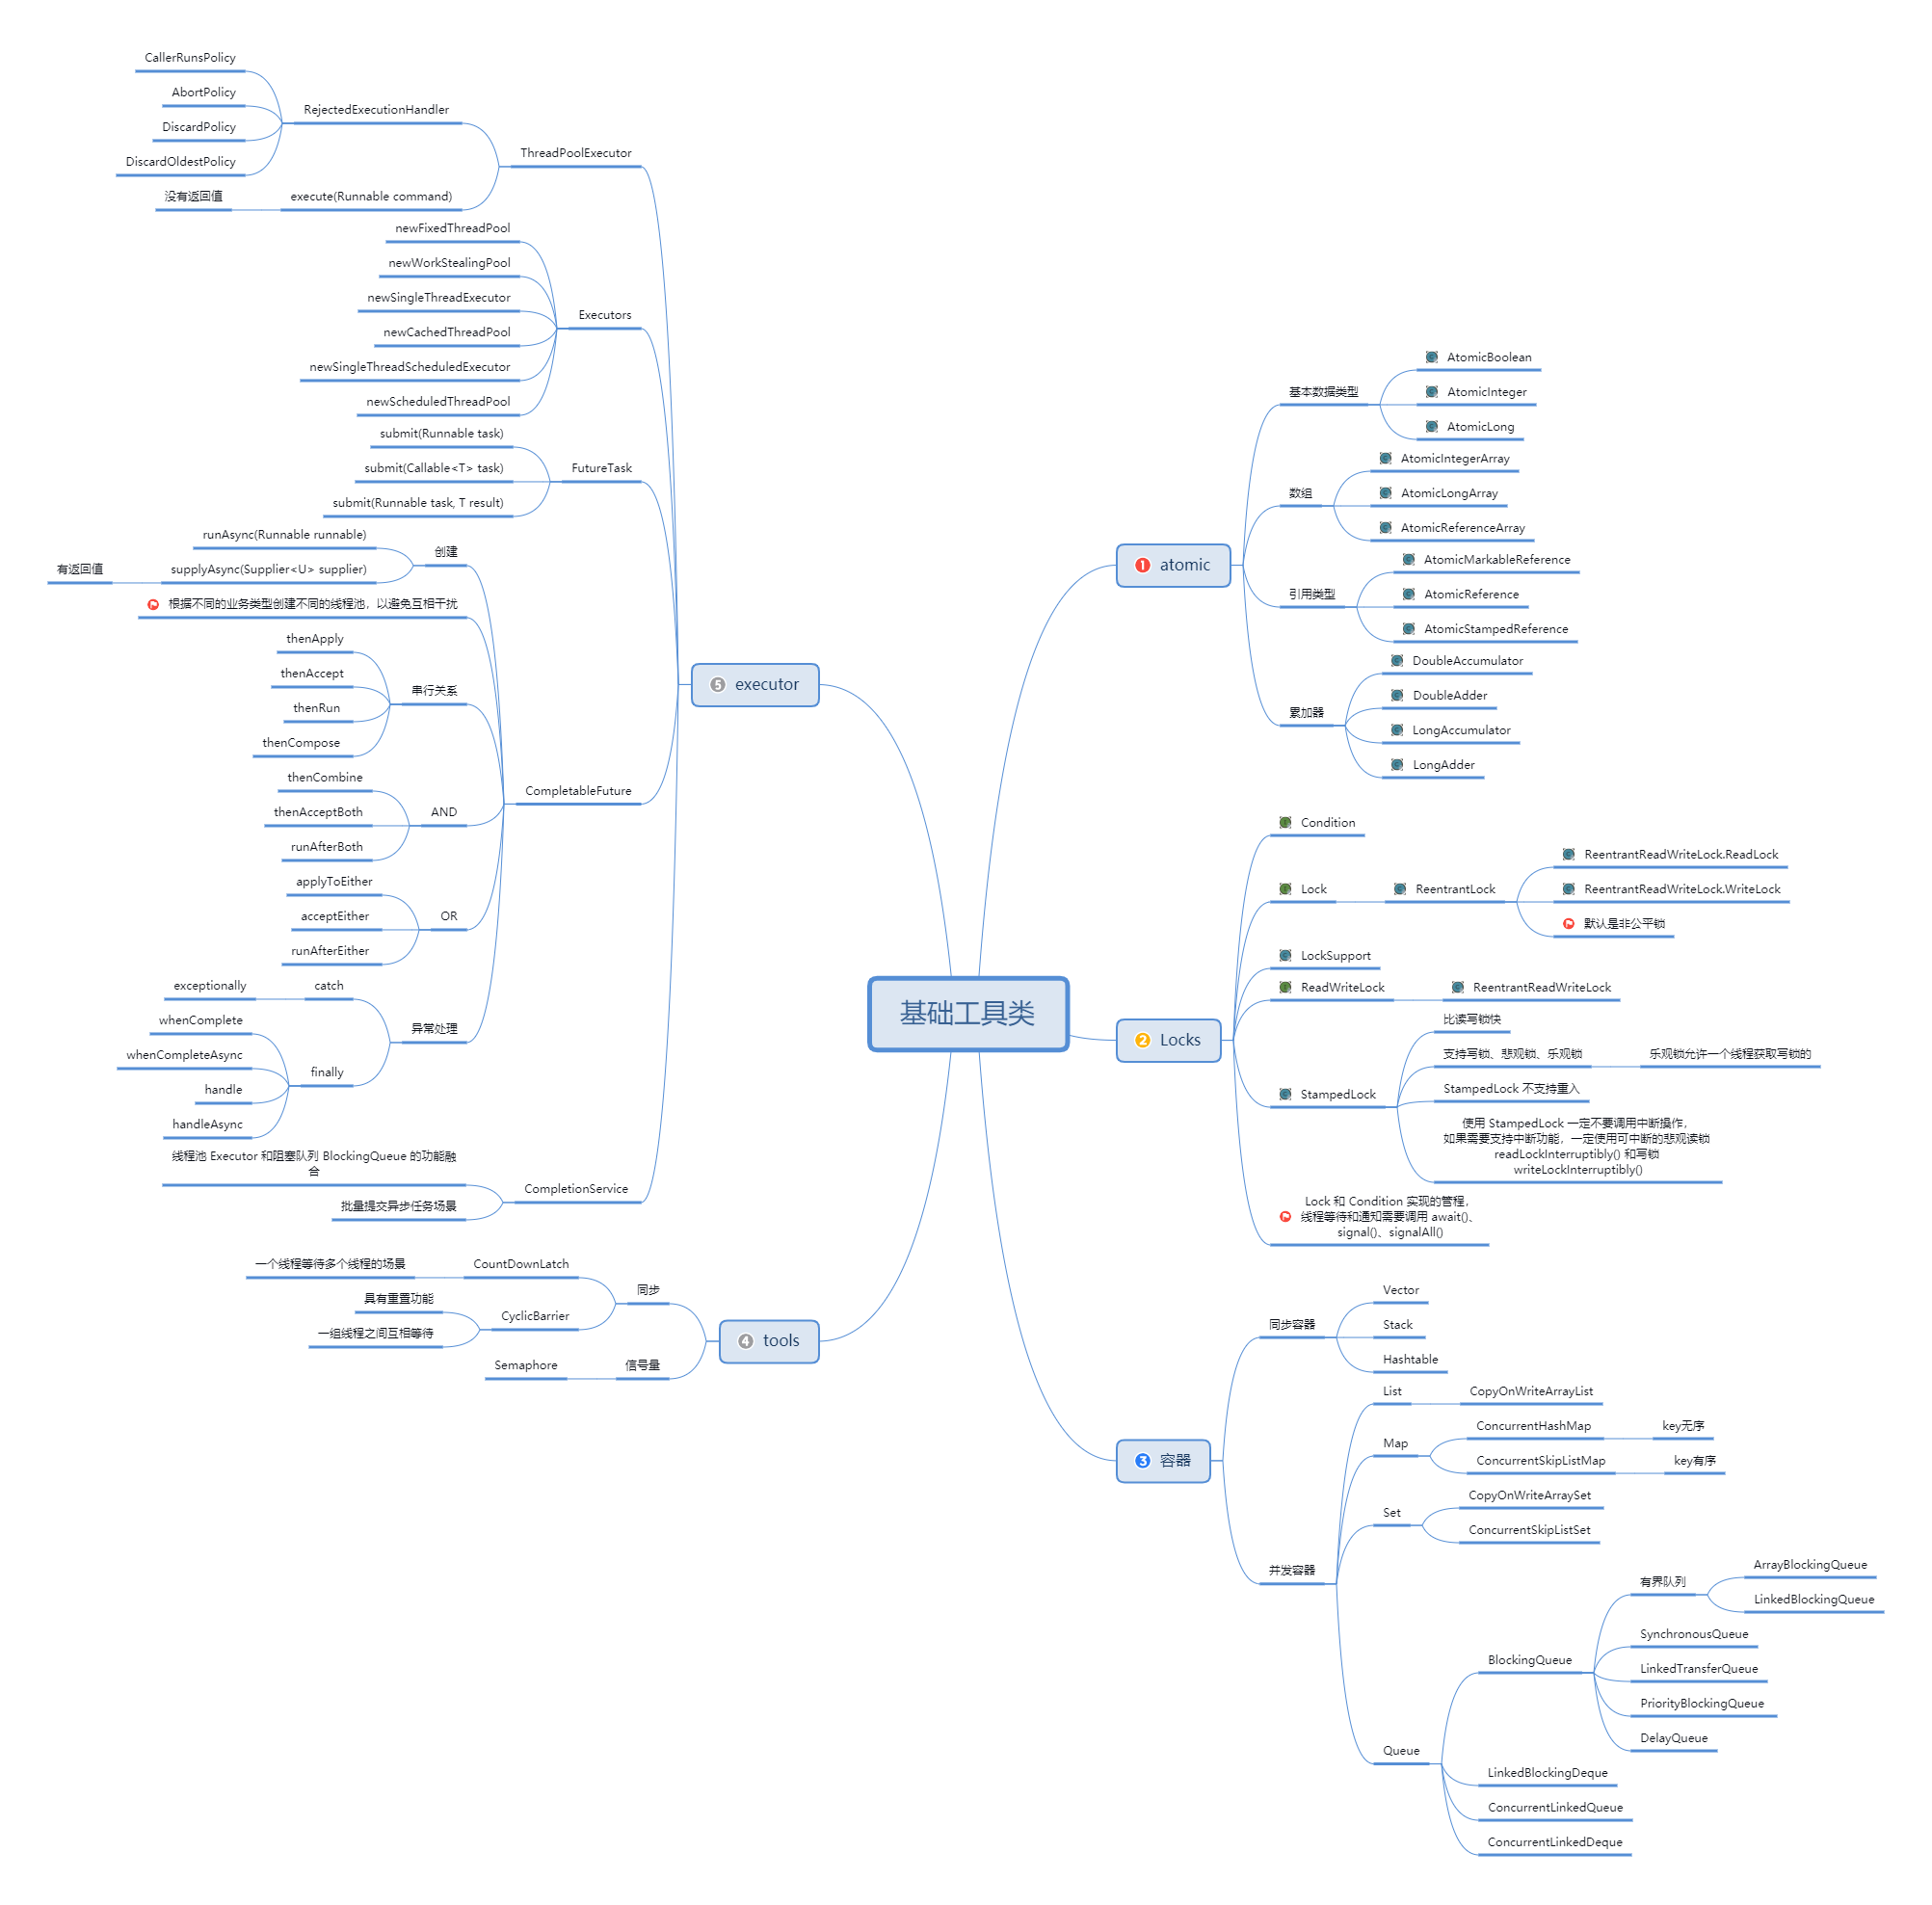 基础工具类
1 atomic
基本数据类型
AtomicBoolean
AtomicInteger
AtomicLong
数组
AtomicIntegerArray
AtomicLongArray
AtomicReferenceArray
引用类型
AtomicMarkableReference
AtomicReference
AtomicStampedReference
累加器
DoubleAccumulator
DoubleAdder
LongAccumulator
LongAdder
2 Locks
Condition
Lock
ReentrantLock
ReentrantReadWriteLock.ReadLock
ReentrantReadWriteLock.WriteLock
默认是非公平锁
LockSupport
ReadWriteLock
ReentrantReadWriteLock
StampedLock
比读写锁快
支持写锁、悲观锁、乐观锁
乐观锁允许一个线程获取写锁的
StampedLock 不支持重入
使用 StampedLock 一定不要调用中断操作，
如果需要支持中断功能，一定使用可中断的悲观读锁
readLockInterruptibly() 和写锁
writeLockInterruptibly()
Lock 和 Condition 实现的管程，
线程等待和通知需要调用 await()、
signal()、signalAll()
3 容器
同步容器
Vector
Stack
Hashtable
并发容器
List
CopyOnWriteArrayList
Map
ConcurrentHashMap
key无序
ConcurrentSkipListMap
key有序
Set
CopyOnWriteArraySet
ConcurrentSkipListSet
Queue
BlockingQueue
有界队列
ArrayBlockingQueue
LinkedBlockingQueue
SynchronousQueue
LinkedTransferQueue
PriorityBlockingQueue
DelayQueue
LinkedBlockingDeque
ConcurrentLinkedQueue
ConcurrentLinkedDeque
4 tools
同步
CountDownLatch
一个线程等待多个线程的场景
CyclicBarrier
具有重置功能
一组线程之间互相等待
信号量
Semaphore
5 executor
ThreadPoolExecutor
RejectedExecutionHandler
CallerRunsPolicy
AbortPolicy
DiscardPolicy
DiscardOldestPolicy
execute(Runnable command)
没有返回值
Executors
newFixedThreadPool
newWorkStealingPool
newSingleThreadExecutor
newCachedThreadPool
newSingleThreadScheduledExecutor
newScheduledThreadPool
FutureTask
submit(Runnable task)
submit(Callable<T> task)
submit(Runnable task, T result)
CompletableFuture
创建
runAsync(Runnable runnable)
supplyAsync(Supplier<U> supplier)
有返回值
根据不同的业务类型创建不同的线程池，以避免互相干扰
串行关系
thenApply
thenAccept
thenRun
thenCompose
AND
thenCombine
thenAcceptBoth
runAfterBoth
OR
applyToEither
acceptEither
runAfterEither
异常处理
catch
exceptionally
finally
whenComplete
whenCompleteAsync
handle
handleAsync
CompletionService
线程池 Executor 和阻塞队列 BlockingQueue 的功能融
合
批量提交异步任务场景